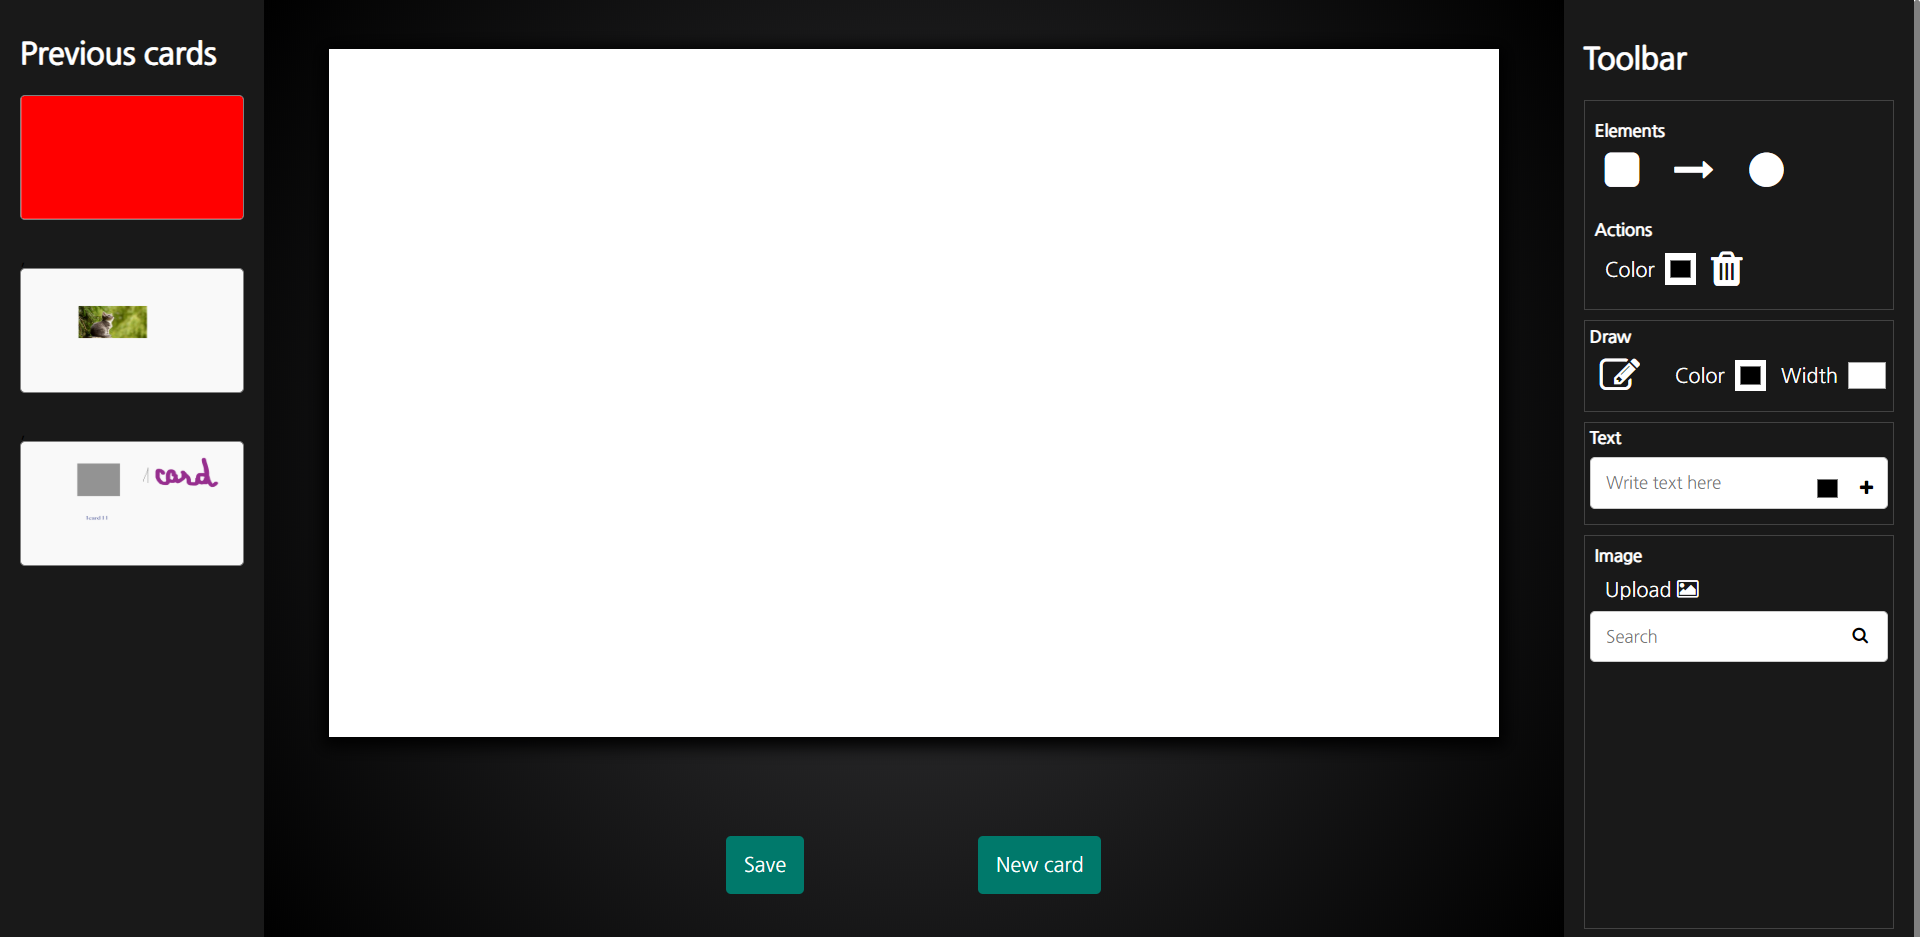 Previous cards
card
Save
New card
Toolbar
Elements
Actions
Color
Draw
Color
Width
Text
Write text here
Image
Upload
Search